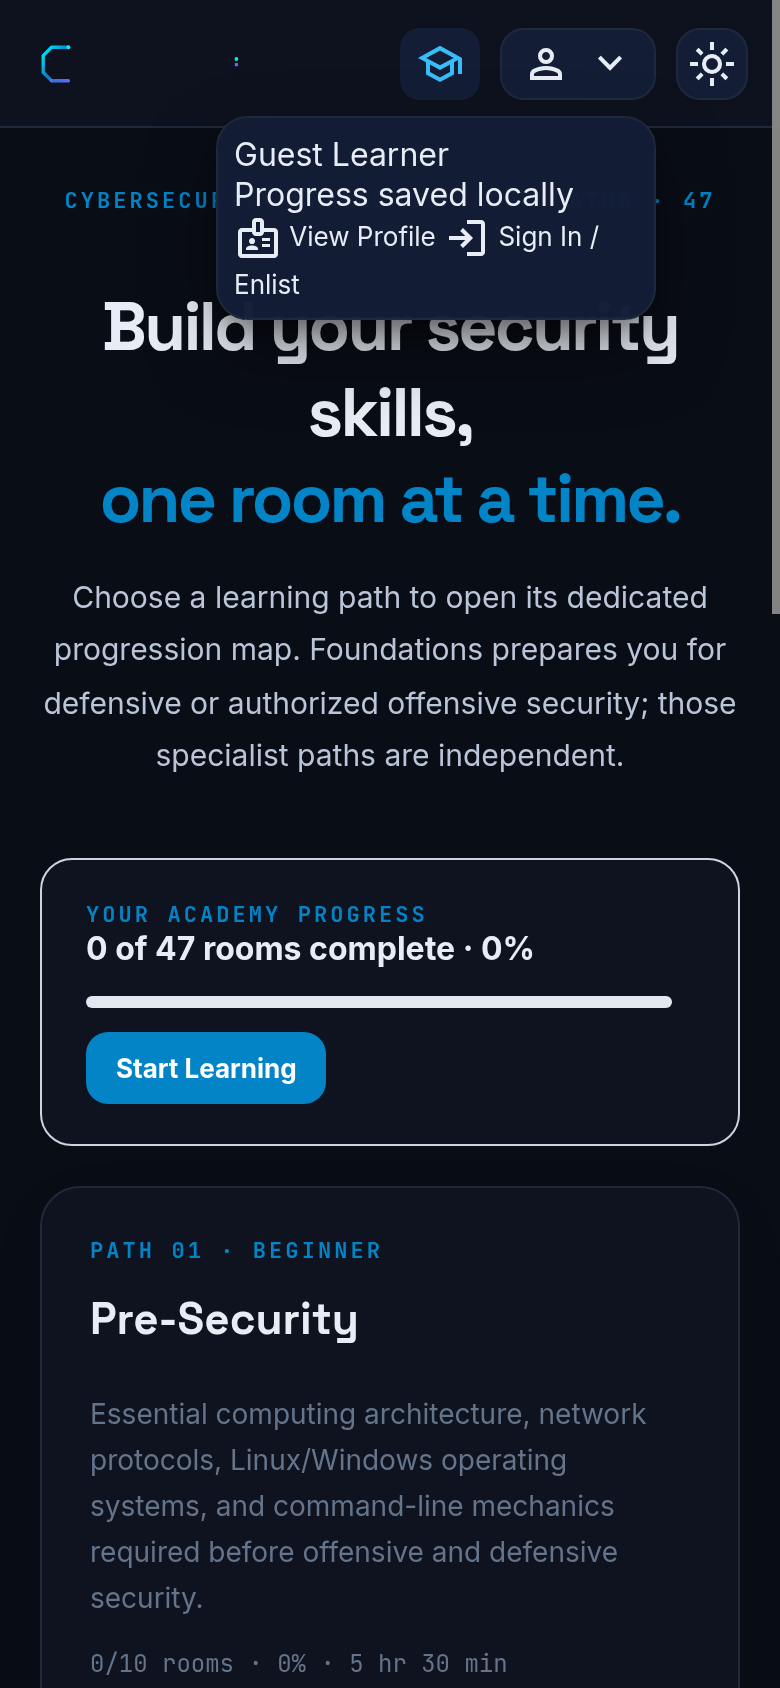 Guest Learner
Progress saved locally
View Profile Sign In /
Enlist
· 47
Build your security
skills,
one room at a time.
Choose a learning path to open its dedicated
progression map. Foundations prepares you for
defensive or authorized offensive security; those
specialist paths are independent.
YOUR ACADEMY PROGRESS
0 of 47 rooms complete · 0%
Start Learning
PATH 01 · BEGINNER
Pre-Security
Essential computing architecture, network
protocols, Linux/Windows operating
systems, and command-line mechanics
required before offensive and defensive
security.
0/10 rooms · 0% · 5 hr 30 min